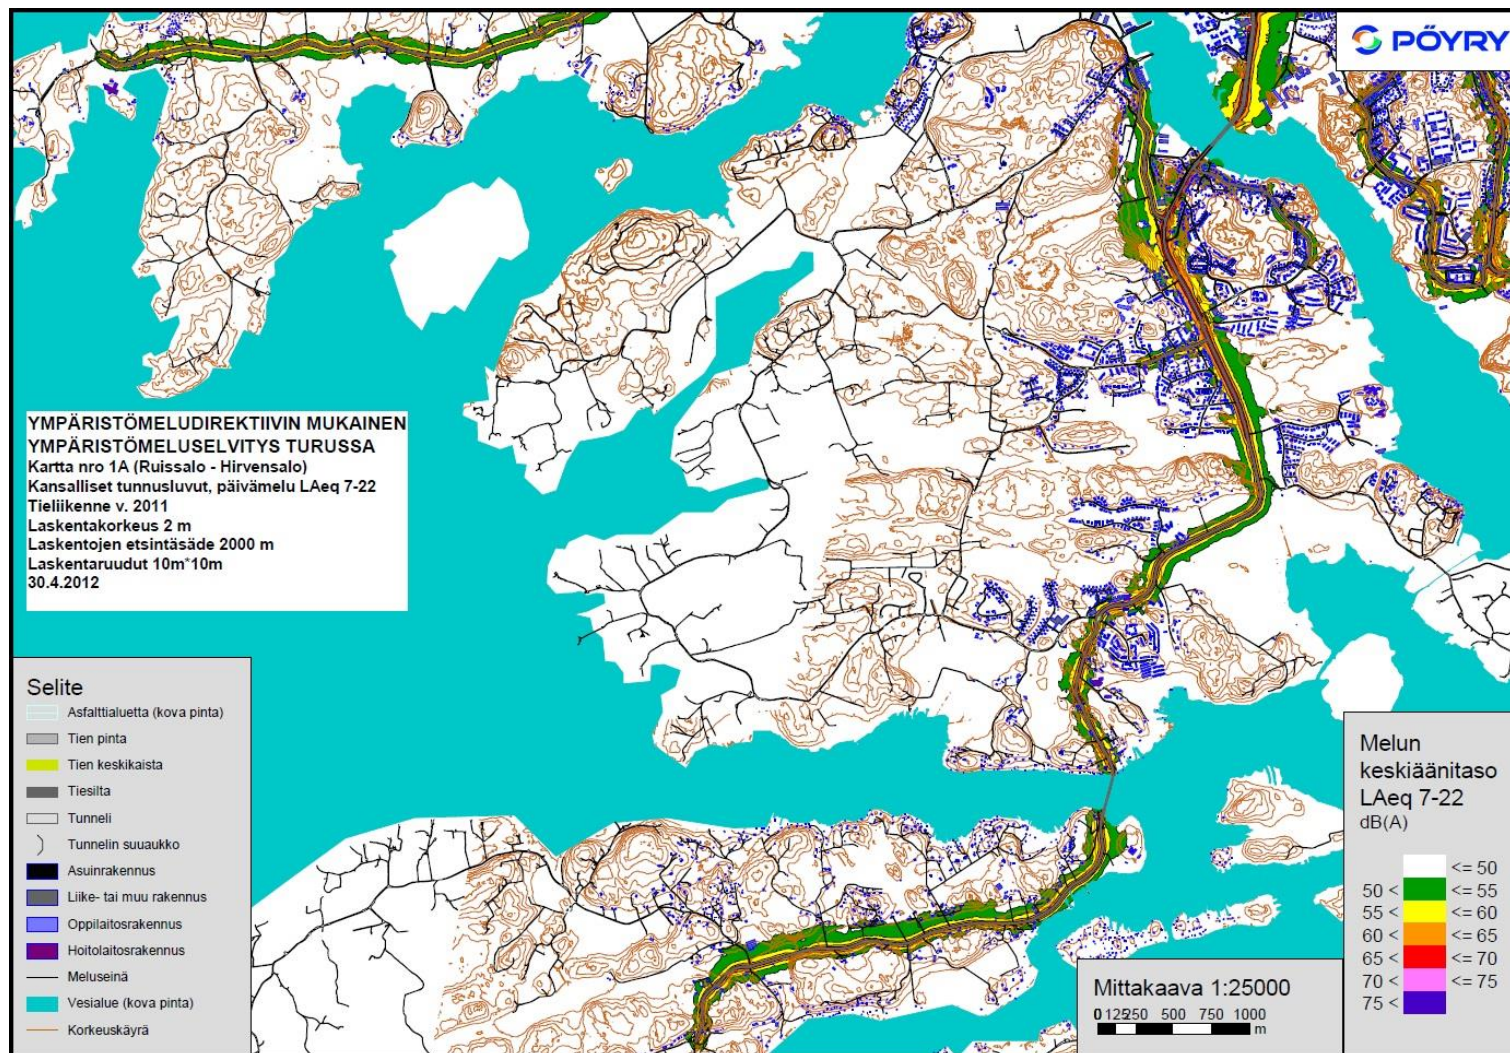 PÖYRY
YMPÄRISTÖMELUDIREKTIIVIN MUKAINEN
YMPÄRISTÖMELUSELVITYS TURUSSA
Kartta nro 1A (Ruissalo - Hirvensalo)
Kansalliset tunnusluvut, päivämelu LAeq 7-22
Tieliikenne v. 2011
Laskentakorkeus 2 m
Laskentojen etsintäsäde 2000 m
Laskentaruudut 10m*10m
30.4.2012
Selite
Asfalttialuetta (kova pinta)
Tien pinta
Tien keskikaista
Tiesilta
Tunneli
Tunnelin suuaukko
Asuinrakennus
Liike- tai muu rakennus
Oppilaitosrakennus
Hoitolaitosrakennus
Meluseinä
Vesialue (kova pinta)
Korkeuskäyrä
Mittakaava 1:25000
0 125250 500 750 1000
m
Melun
keskiäänitaso
LAeq 7-22
dB(A)
<= 50
50 < <= 55
55 < <= 60
60 < <= 65
65 < <= 70
70 < <= 75
75 <